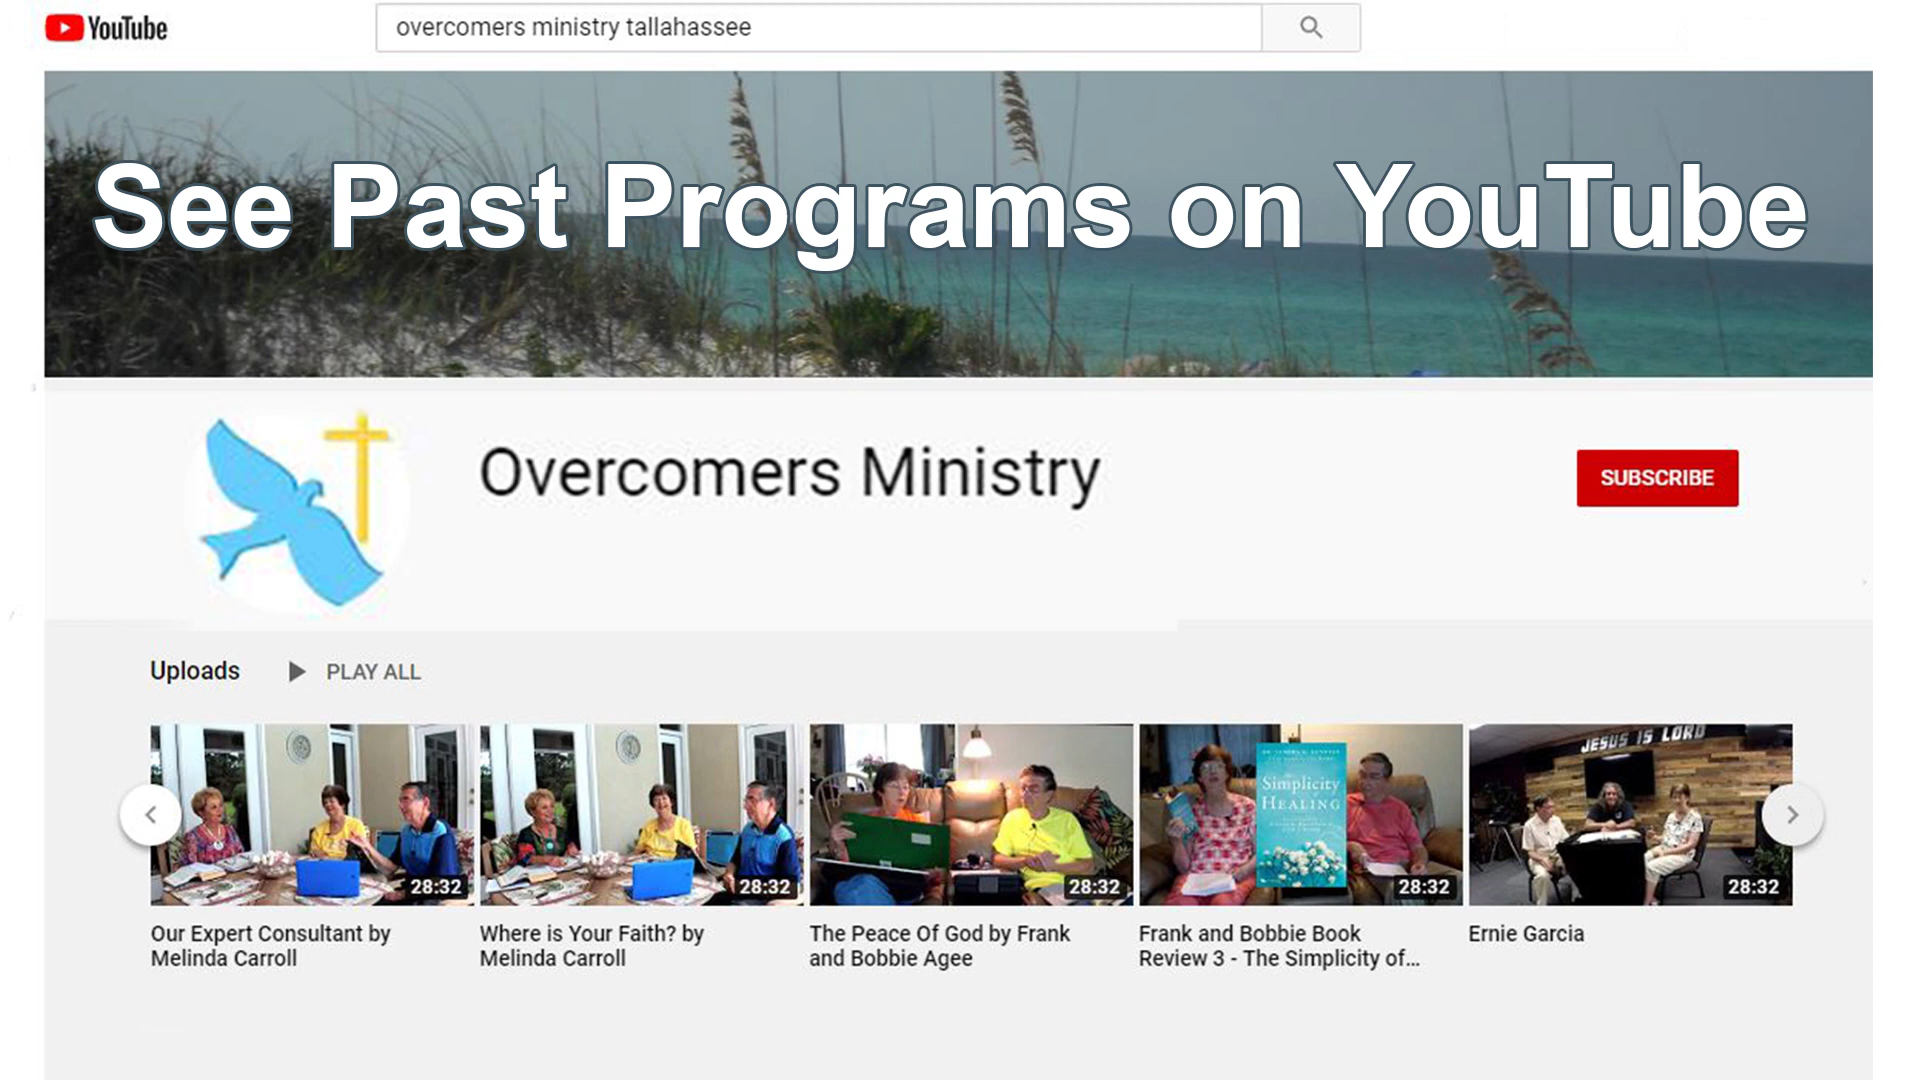 YouTube
overcomers ministry tallahassee
See Past Programs on YouTube
Overcomers Ministry
SUBSCRIBE
Uploads
PLAY ALL
28:32
28:32
28:32
Simplicity
HEALING
28:32
JESUS IS LORD
28:32
Our Expert Consultant by
Melinda Carroll
Where is Your Faith? by
Melinda Carroll
The Peace Of God by Frank
and Bobbie Agee
Frank and Bobbie Book
Review 3 - The Simplicity of...
Ernie Garcia